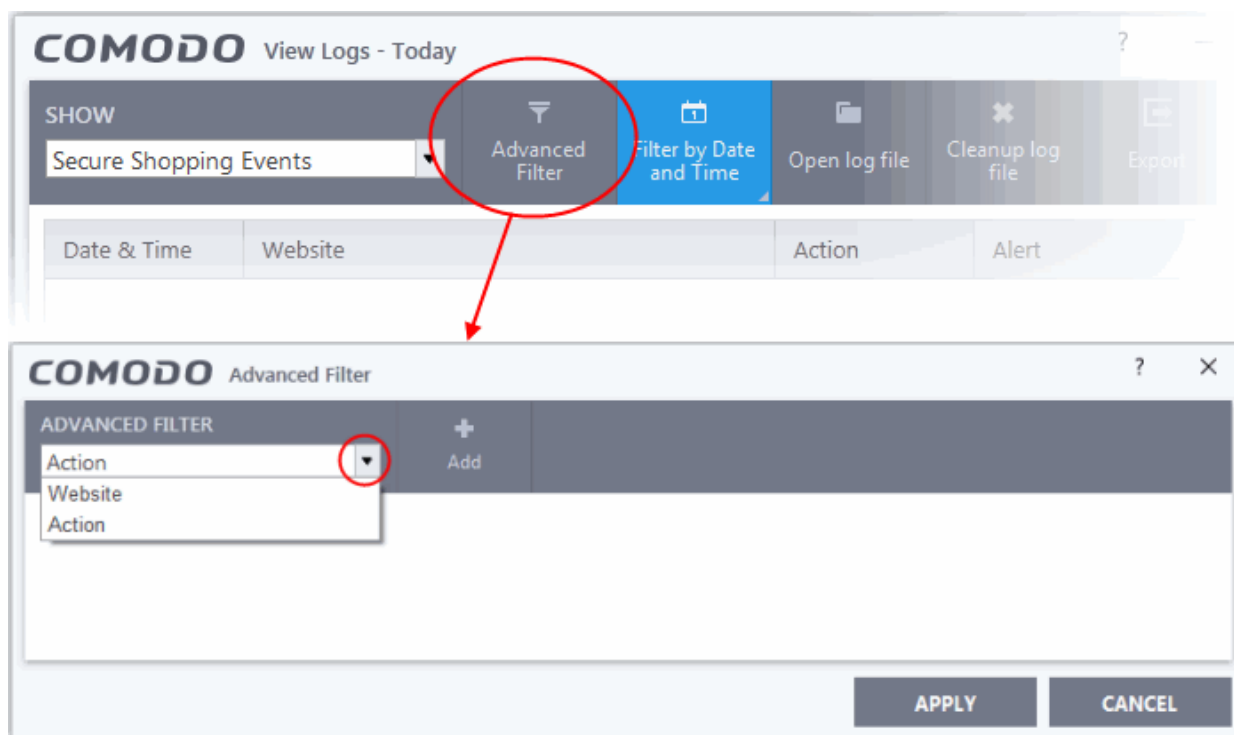 COMODO View Logs - Today ?
SHOW
Secure Shopping Events
Advanced
Filter
Filter by Date
and Time
1
Open log file
Cleanup log
file
Export
Date & Time Website Action Alert
COMODO Advanced Filter ?
ADVANCED FILTER
Action
Add
Website
Action
APPLY CANCEL